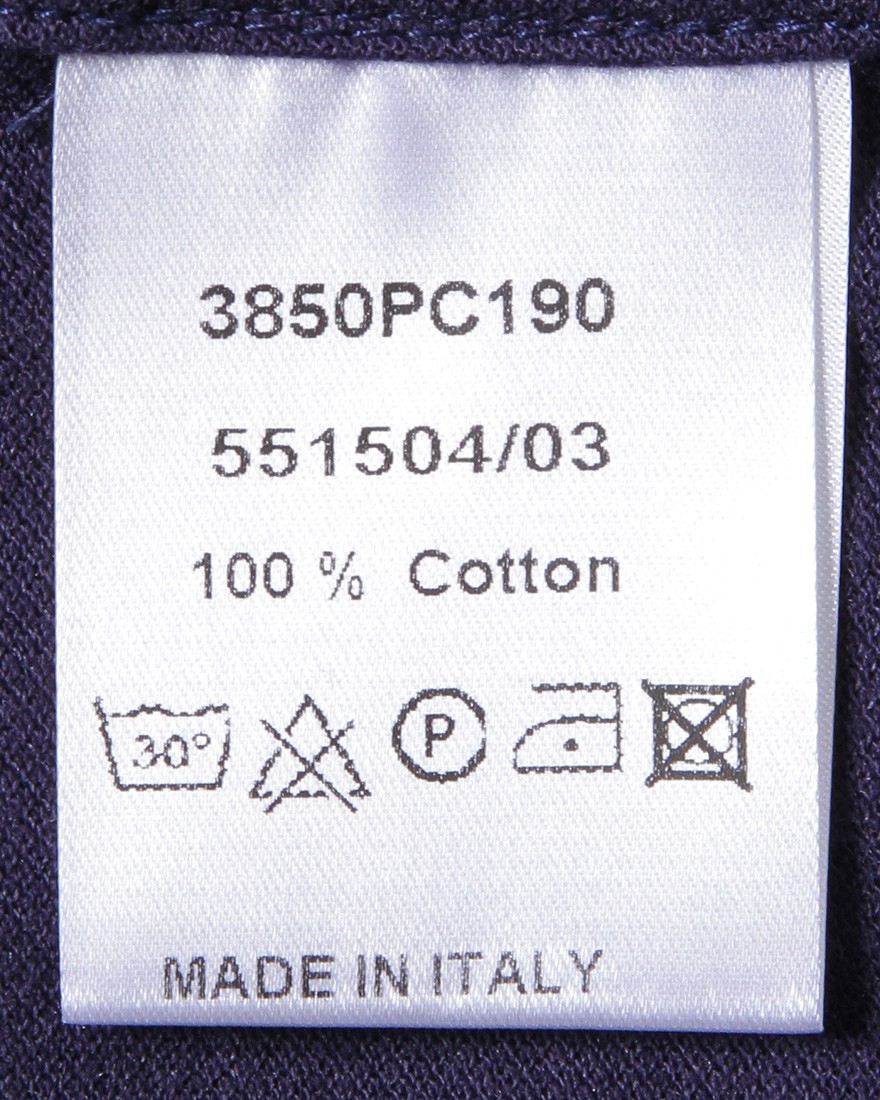 3850PC190
551504/03
100 % Cotton
30° P
MADE IN ITALY